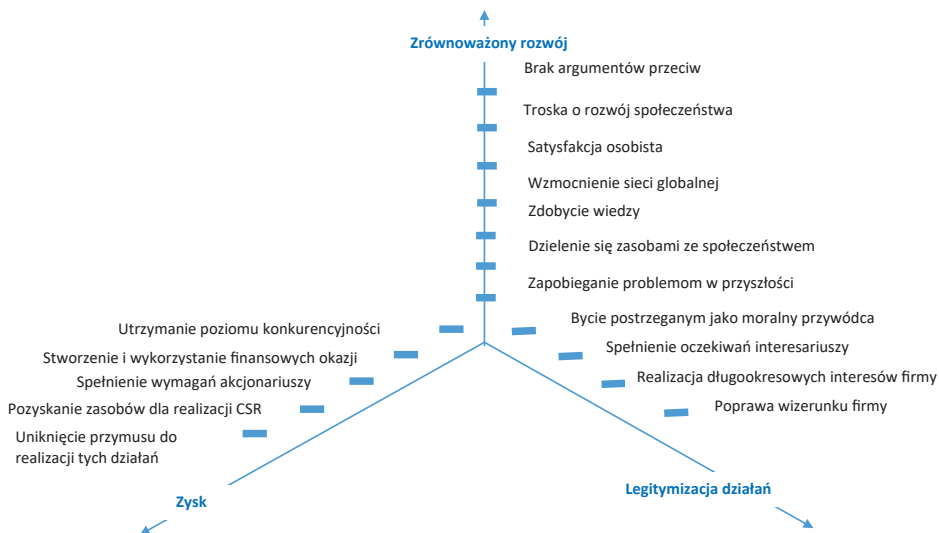 Zrównoważony rozwój
Brak argumentów przeciw
Troska o rozwój społeczeństwa
Satysfakcja osobista
Wzmocnienie sieci globalnej
Zdobycie wiedzy
Dzielenie się zasobami ze społeczeństwem
Zapobieganie problemom w przyszłości
Utrzymanie poziomu konkurencyjności
Stworzenie i wykorzystanie finansowych okazji
Spełnienie wymagań akcjonariuszy
Pozyskanie zasobów dla realizacji CSR
Uniknięcie przymusu do
realizacji tych działań
Zysk
Bycie postrzeganym jako moralny przywódca
Spełnienie oczekiwań interesariuszy
Realizacja długookresowych interesów firmy
Poprawa wizerunku firmy
Legitymizacja działań